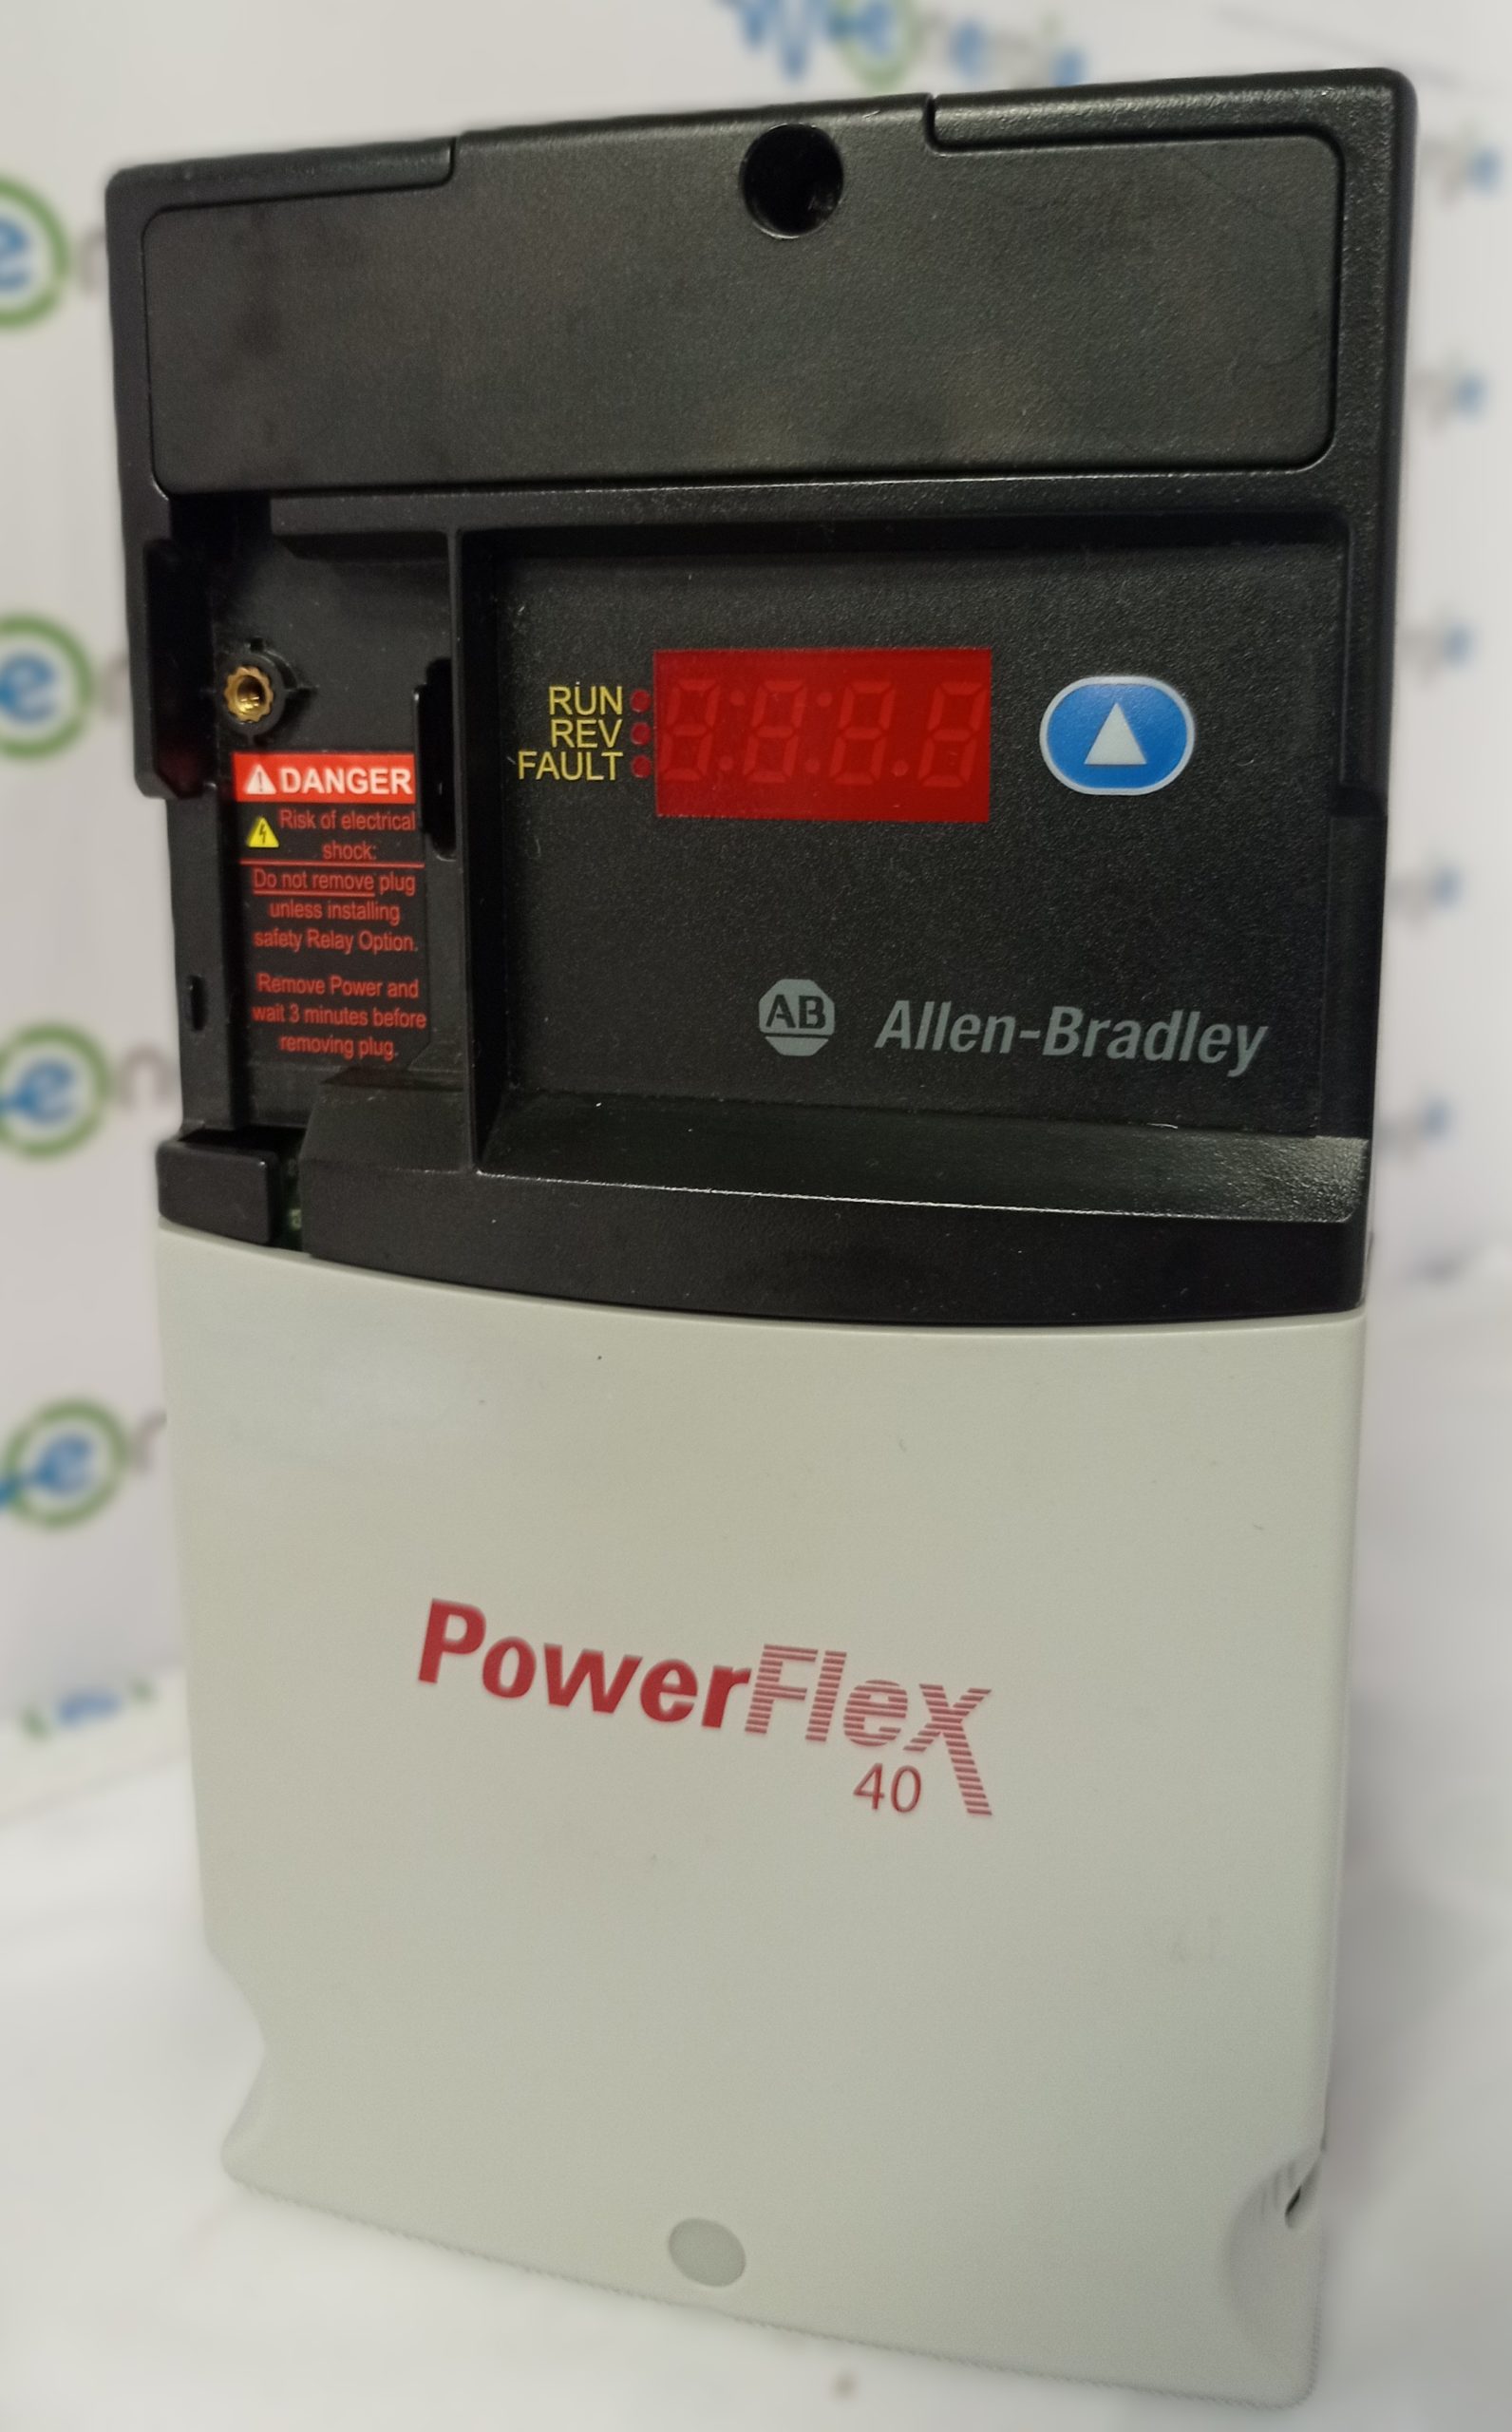 RUN
REV
FAULT
DANGER
Risk of electrical
shock:
Do not remove plug
unless installing
safety Relay Option.
Remove Power and
wait 3 minutes before
removing plug.
AB Allen-Bradley
PowerFlex
40